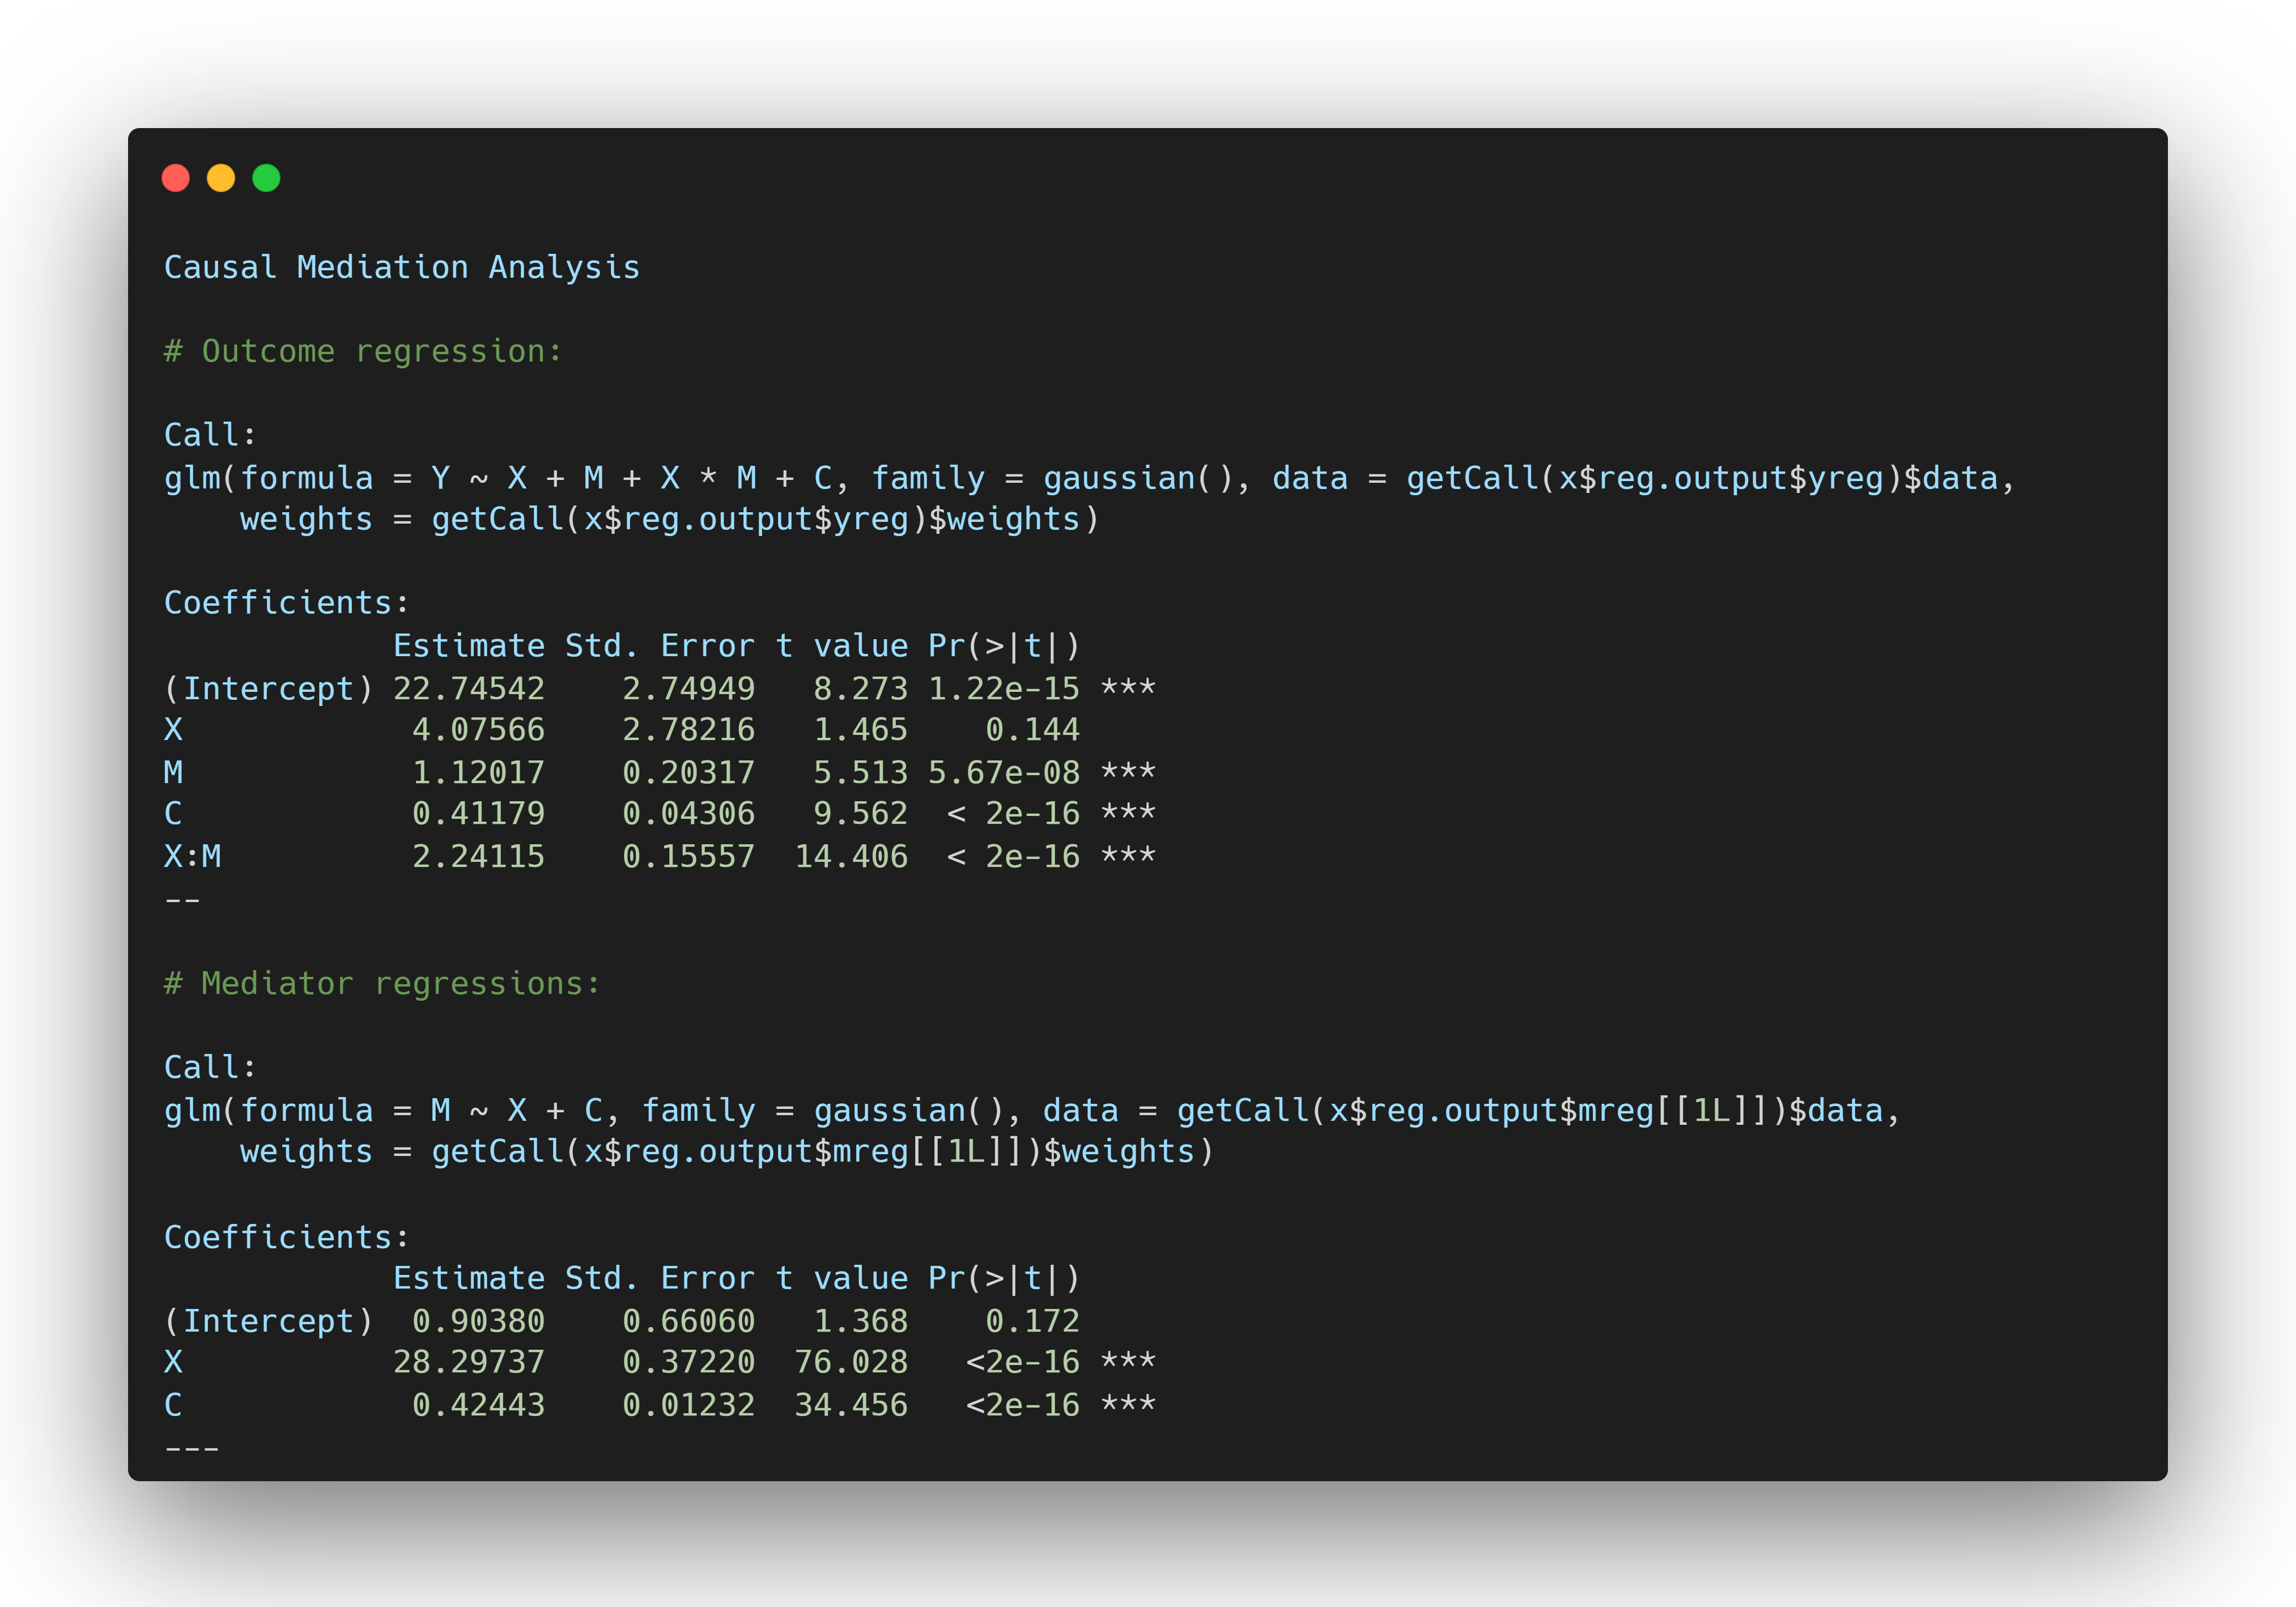 Causal Mediation Analysis
# Outcome regression:
Call:
glm(formula = Y ~ X + M + X * M + C, family = gaussian(), data = getCall(x$reg.output$yreg)$data,
    weights = getCall(x$reg.output$yreg)$weights)
Coefficients:
            Estimate Std. Error t value Pr(>|t|)
(Intercept) 22.74542    2.74949   8.273 1.22e-15 ***
X            4.07566    2.78216   1.465    0.144
M            1.12017    0.20317   5.513 5.67e-08 ***
C            0.41179    0.04306   9.562  < 2e-16 ***
X:M          2.24115    0.15557  14.406  < 2e-16 ***
--
# Mediator regressions:
Call:
glm(formula = M ~ X + C, family = gaussian(), data = getCall(x$reg.output$mreg[[1L]])$data,
    weights = getCall(x$reg.output$mreg[[1L]])$weights)
Coefficients:
            Estimate Std. Error t value Pr(>|t|)
(Intercept)  0.90380    0.66060   1.368    0.172
X           28.29737    0.37220  76.028   <2e-16 ***
C            0.42443    0.01232  34.456   <2e-16 ***
---